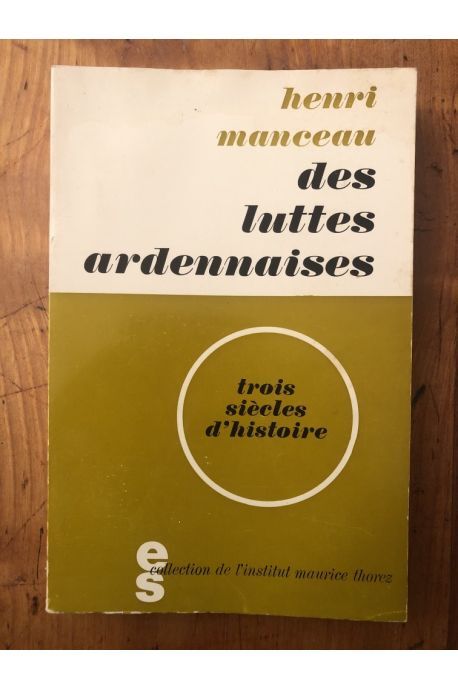 henri
manceau
des
luttes
ardennaises
trois
siècles
d'histoire
es
collection de l'institut maurice thorez